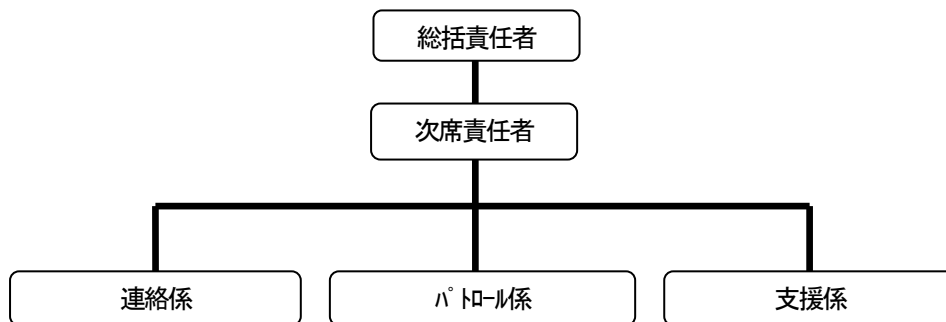 総括責任者
次席責任者
連絡係
ﾊﾟﾄﾛｰﾙ係
支援係